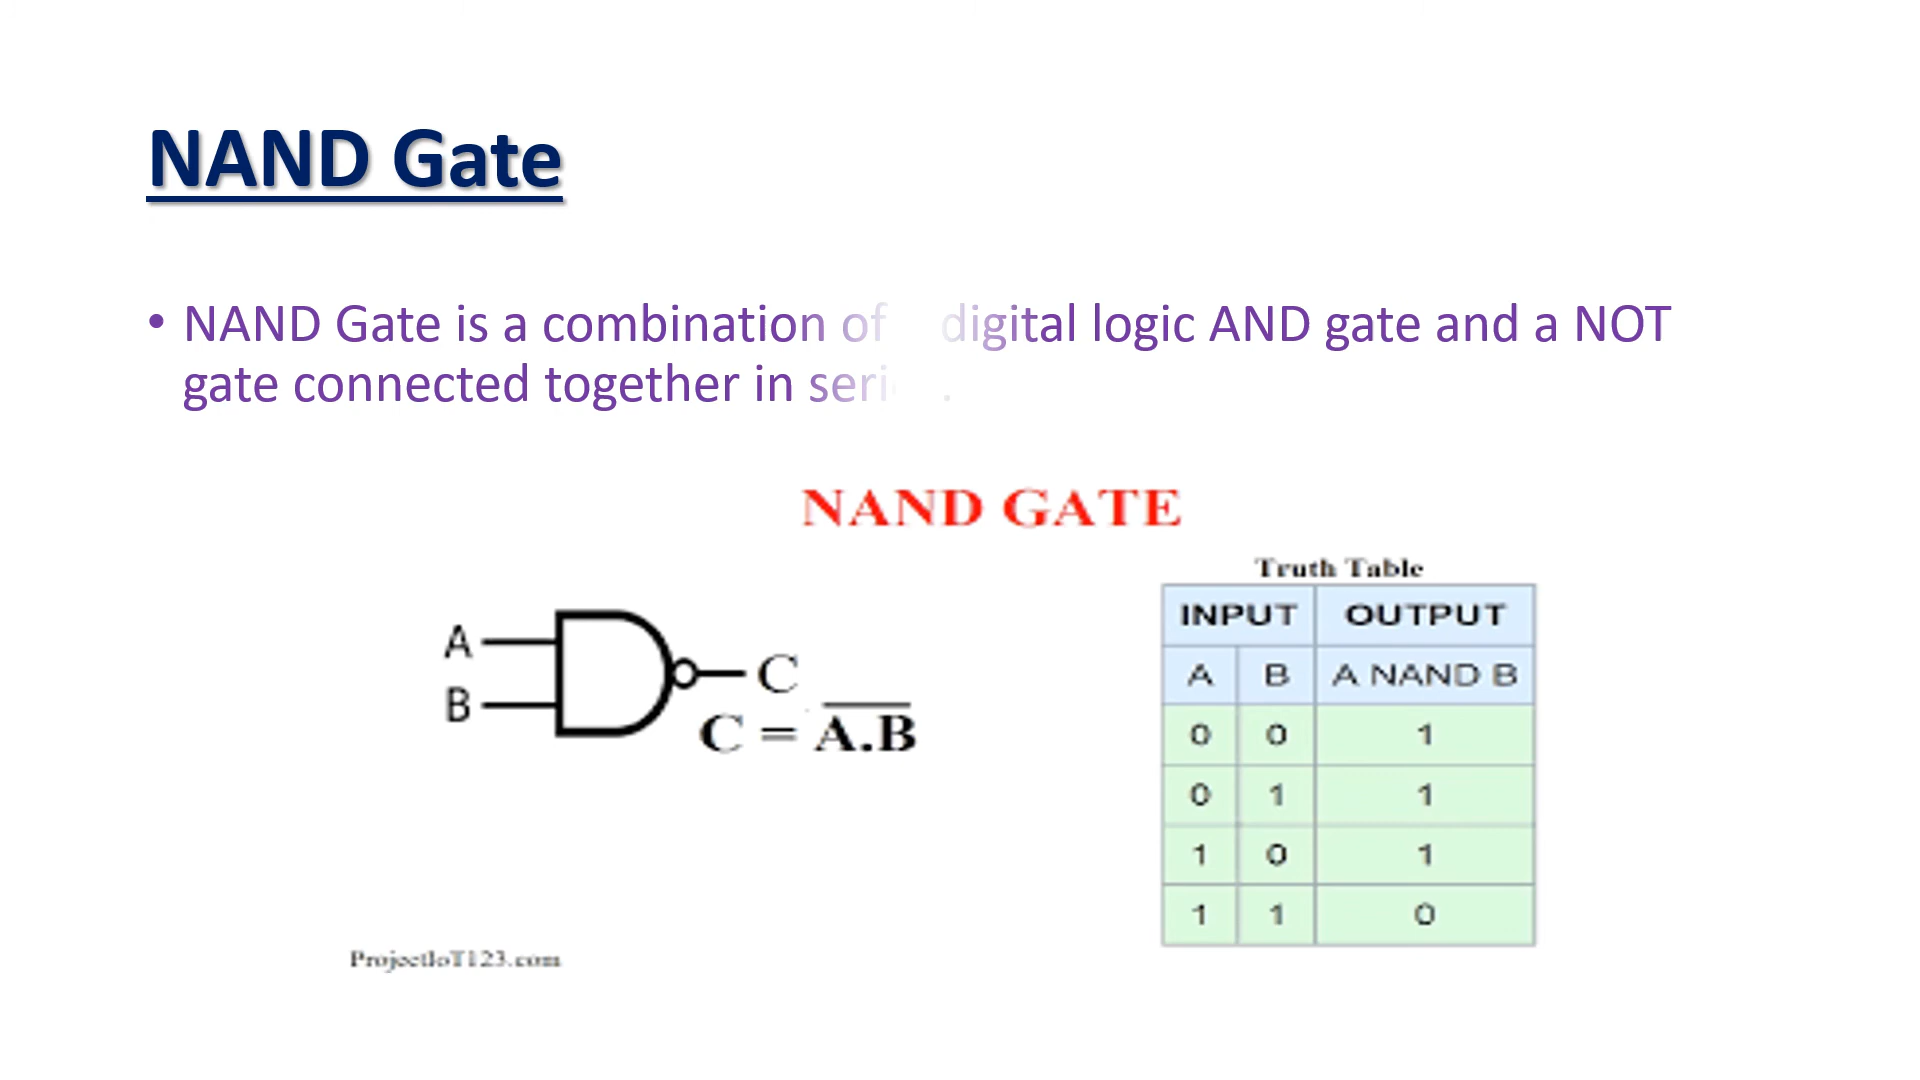 NAND Gate
• NAND Gate is a combination of digital logic AND gate and a NOT
gate connected together in
NAND GATE
Truth Table
INPUT OUTPUT
A B A NAND B
0 0 1
0 1 1
1 0 1
1 1 0
A
B
C
C = \overline{A.B}
ProjectIoT123.com